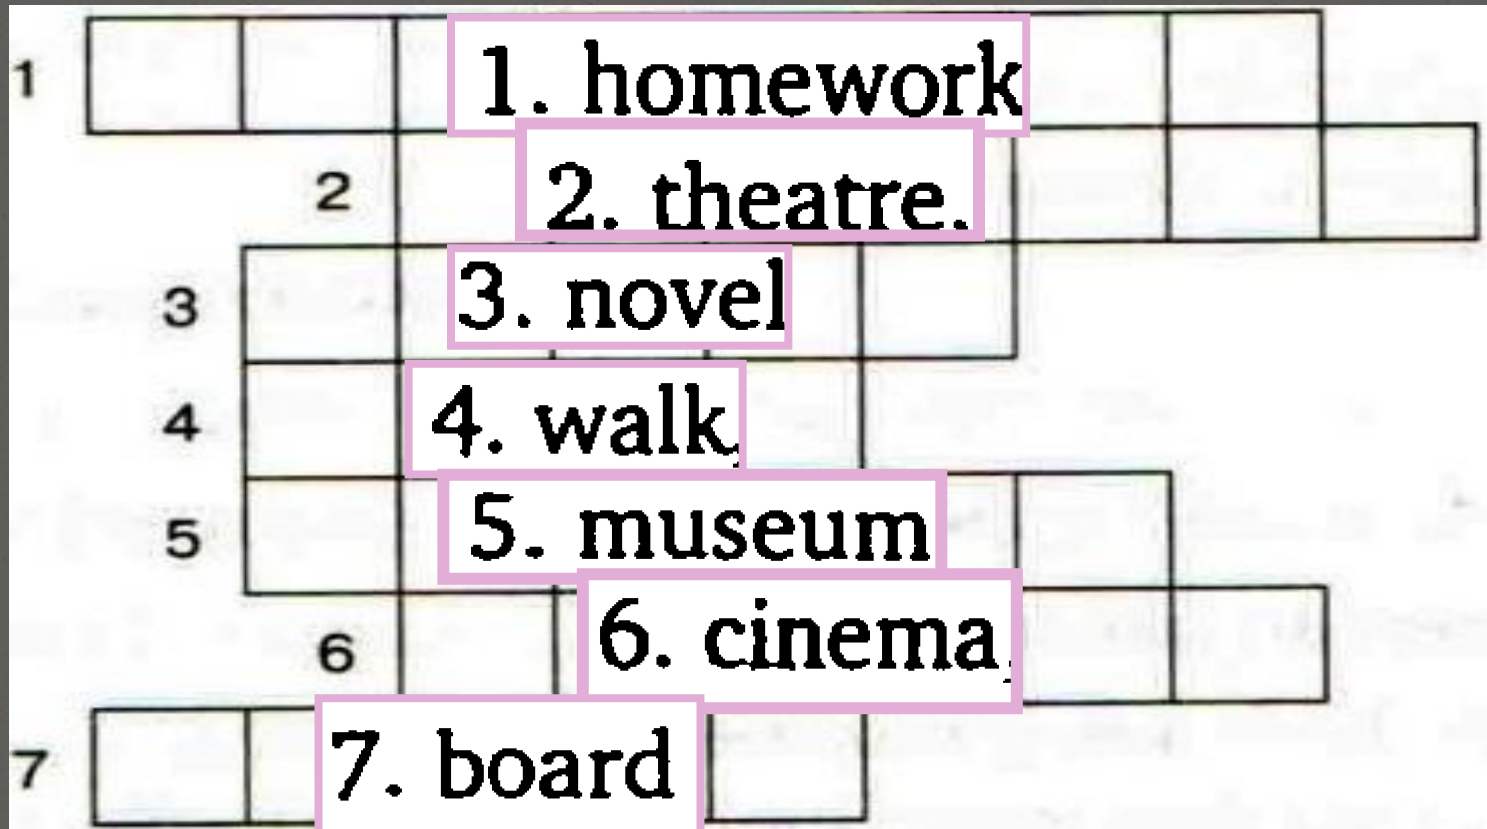 1 1. homework
2 2. theatre.
3 3. novel
4 4. walk
5 5. museum
6 6. cinema
7 7. board